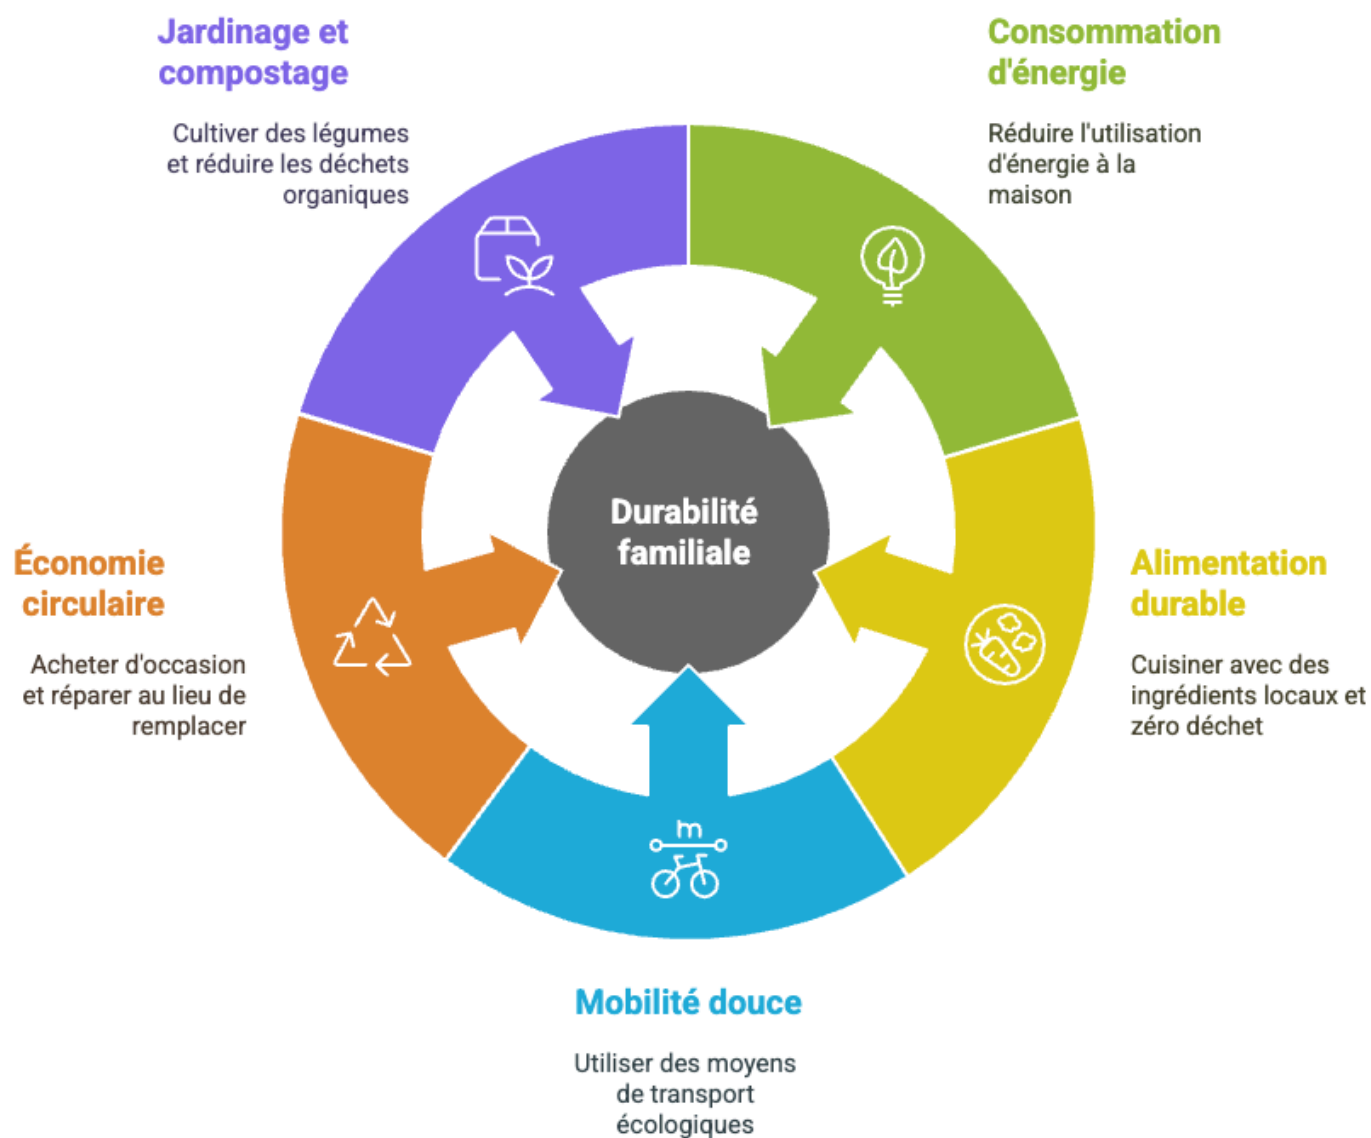 Jardinage et
compostage
Cultiver des légumes
et réduire les déchets
organiques
Consommation
d'énergie
Réduire l'utilisation
d'énergie à la
maison
Durabilité
familiale
Économie
circulaire
Acheter d'occasion
et réparer au lieu de
remplacer
Alimentation
durable
Cuisiner avec des
ingrédients locaux et
zéro déchet
m
Mobilité douce
Utiliser des moyens
de transport
écologiques